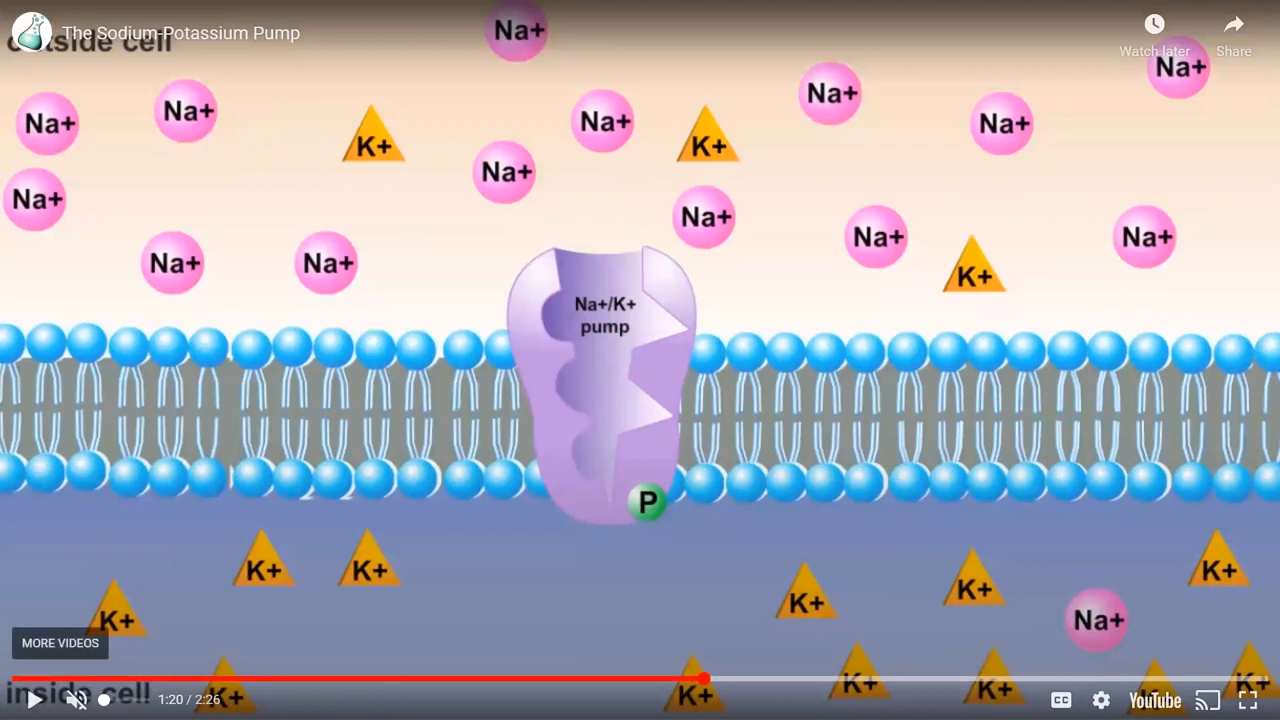 The Sodium-Potassium Pump
outside cell
Watch later
Share
Na+
Na+
Na+
Na+
Na+
Na+
Na+
K+
K+
Na+
Na+
Na+
Na+
Na+
Na+
Na+
Na+
K+
Na+/K+
pump
P
K+
K+
K+
K+
K+
K+
Na+
K+
MORE VIDEOS
K+
K+
K+
K+
K+
inside cell
1:20 / 2:26
CC
YouTube